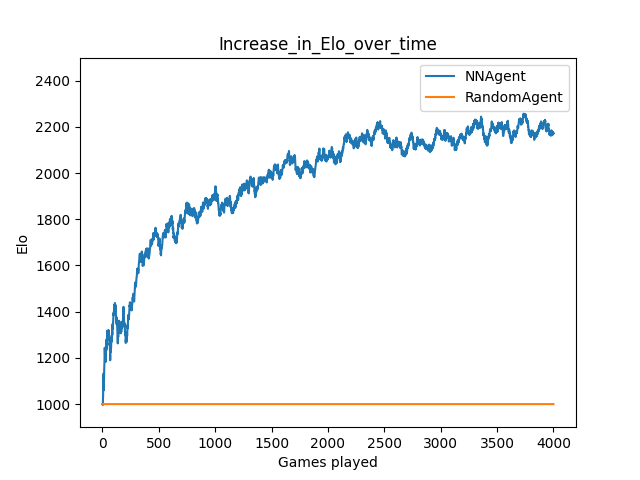 Increase_in_Elo_over_time
NNAgent
RandomAgent
2400
2200
2000
1800
1600
1400
1200
1000
Elo
0 500 1000 1500 2000 2500 3000 3500 4000
Games played